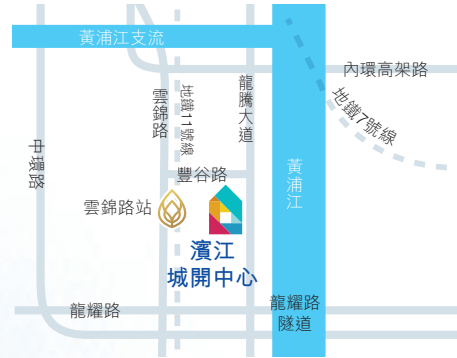 黃浦江支流
內環高架路
地鐵7號線
雲錦路
地鐵11號線
龍騰大道
中環路
黃浦江
豐谷路
雲錦路站
濱江
城開中心
龍耀路
龍耀路
隧道